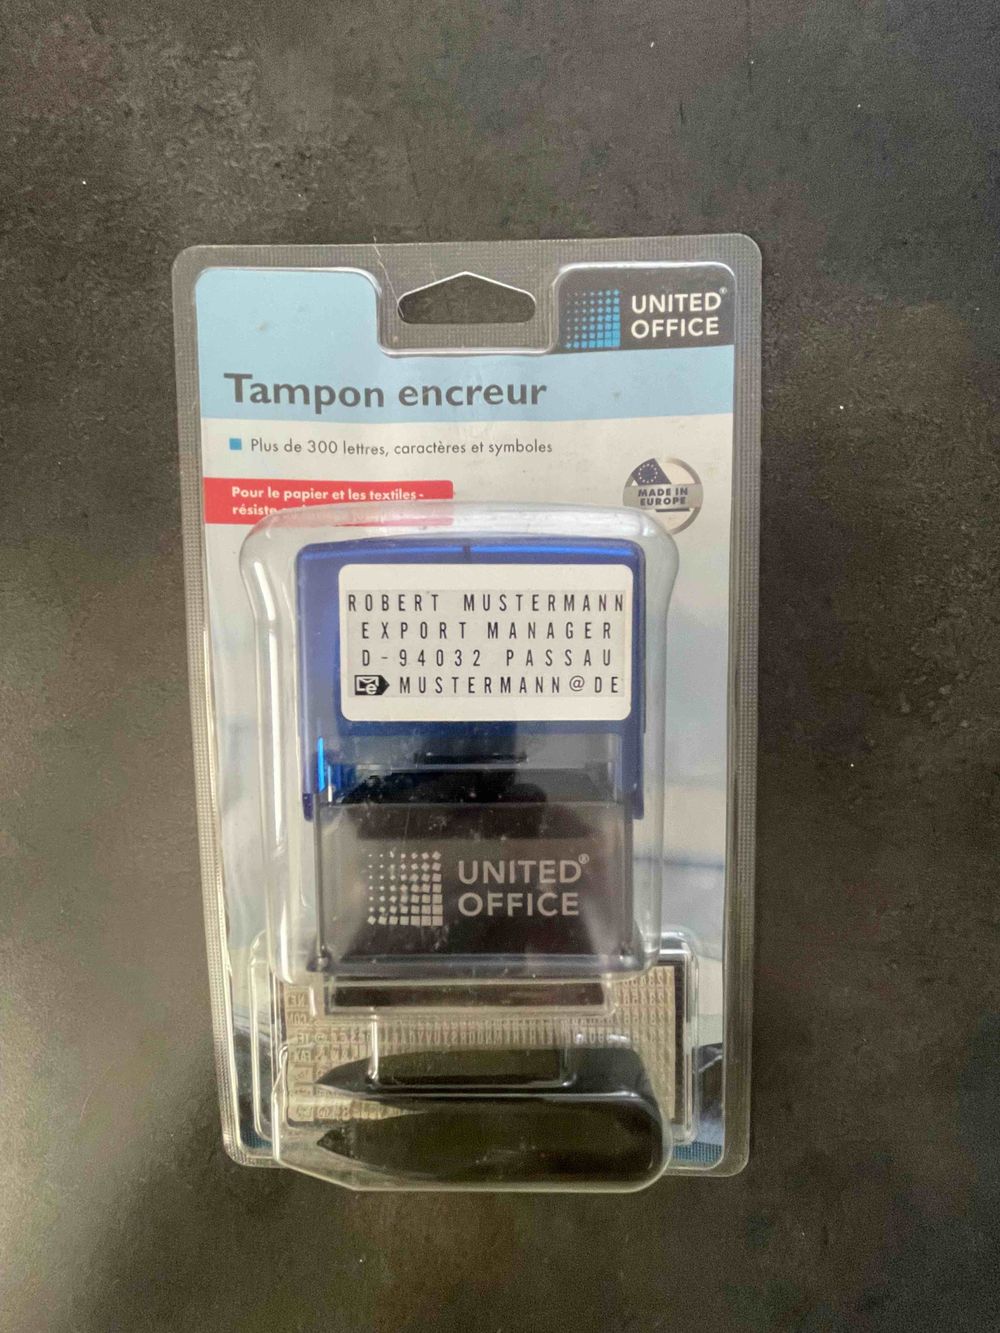 UNITED®
OFFICE
Tampon encreur
Plus de 300 lettres, caractères et symboles
Pour le papier et les textiles -
MADE IN
EUROPE
ROBERT MUSTERMANN
EXPORT MANAGER
D-94032 PASSAU
MUSTERMANN@DE
UNITED®
OFFICE